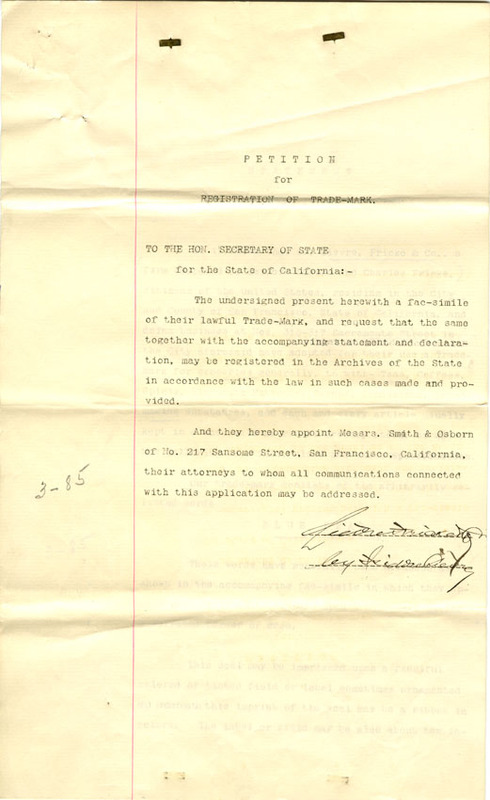 P E T I T I O N
for
REGISTRATION OF TRADE-MARK.
TO THE HON. SECRETARY OF STATE
for the State of California:-
The undersigned present herewith a fac-simile
of their lawful Trade-Mark, and request that the same
together with the accompanying statement and declara-
tion, may be registered in the Archives of the State
in accordance with the law in such cases made and pro-
vided.
And they hereby appoint Messrs. Smith & Osborn
of No. 217 Sansome Street, San Francisco, California,
their attorneys to whom all communications connected
with this application may be addressed.
3-85
by